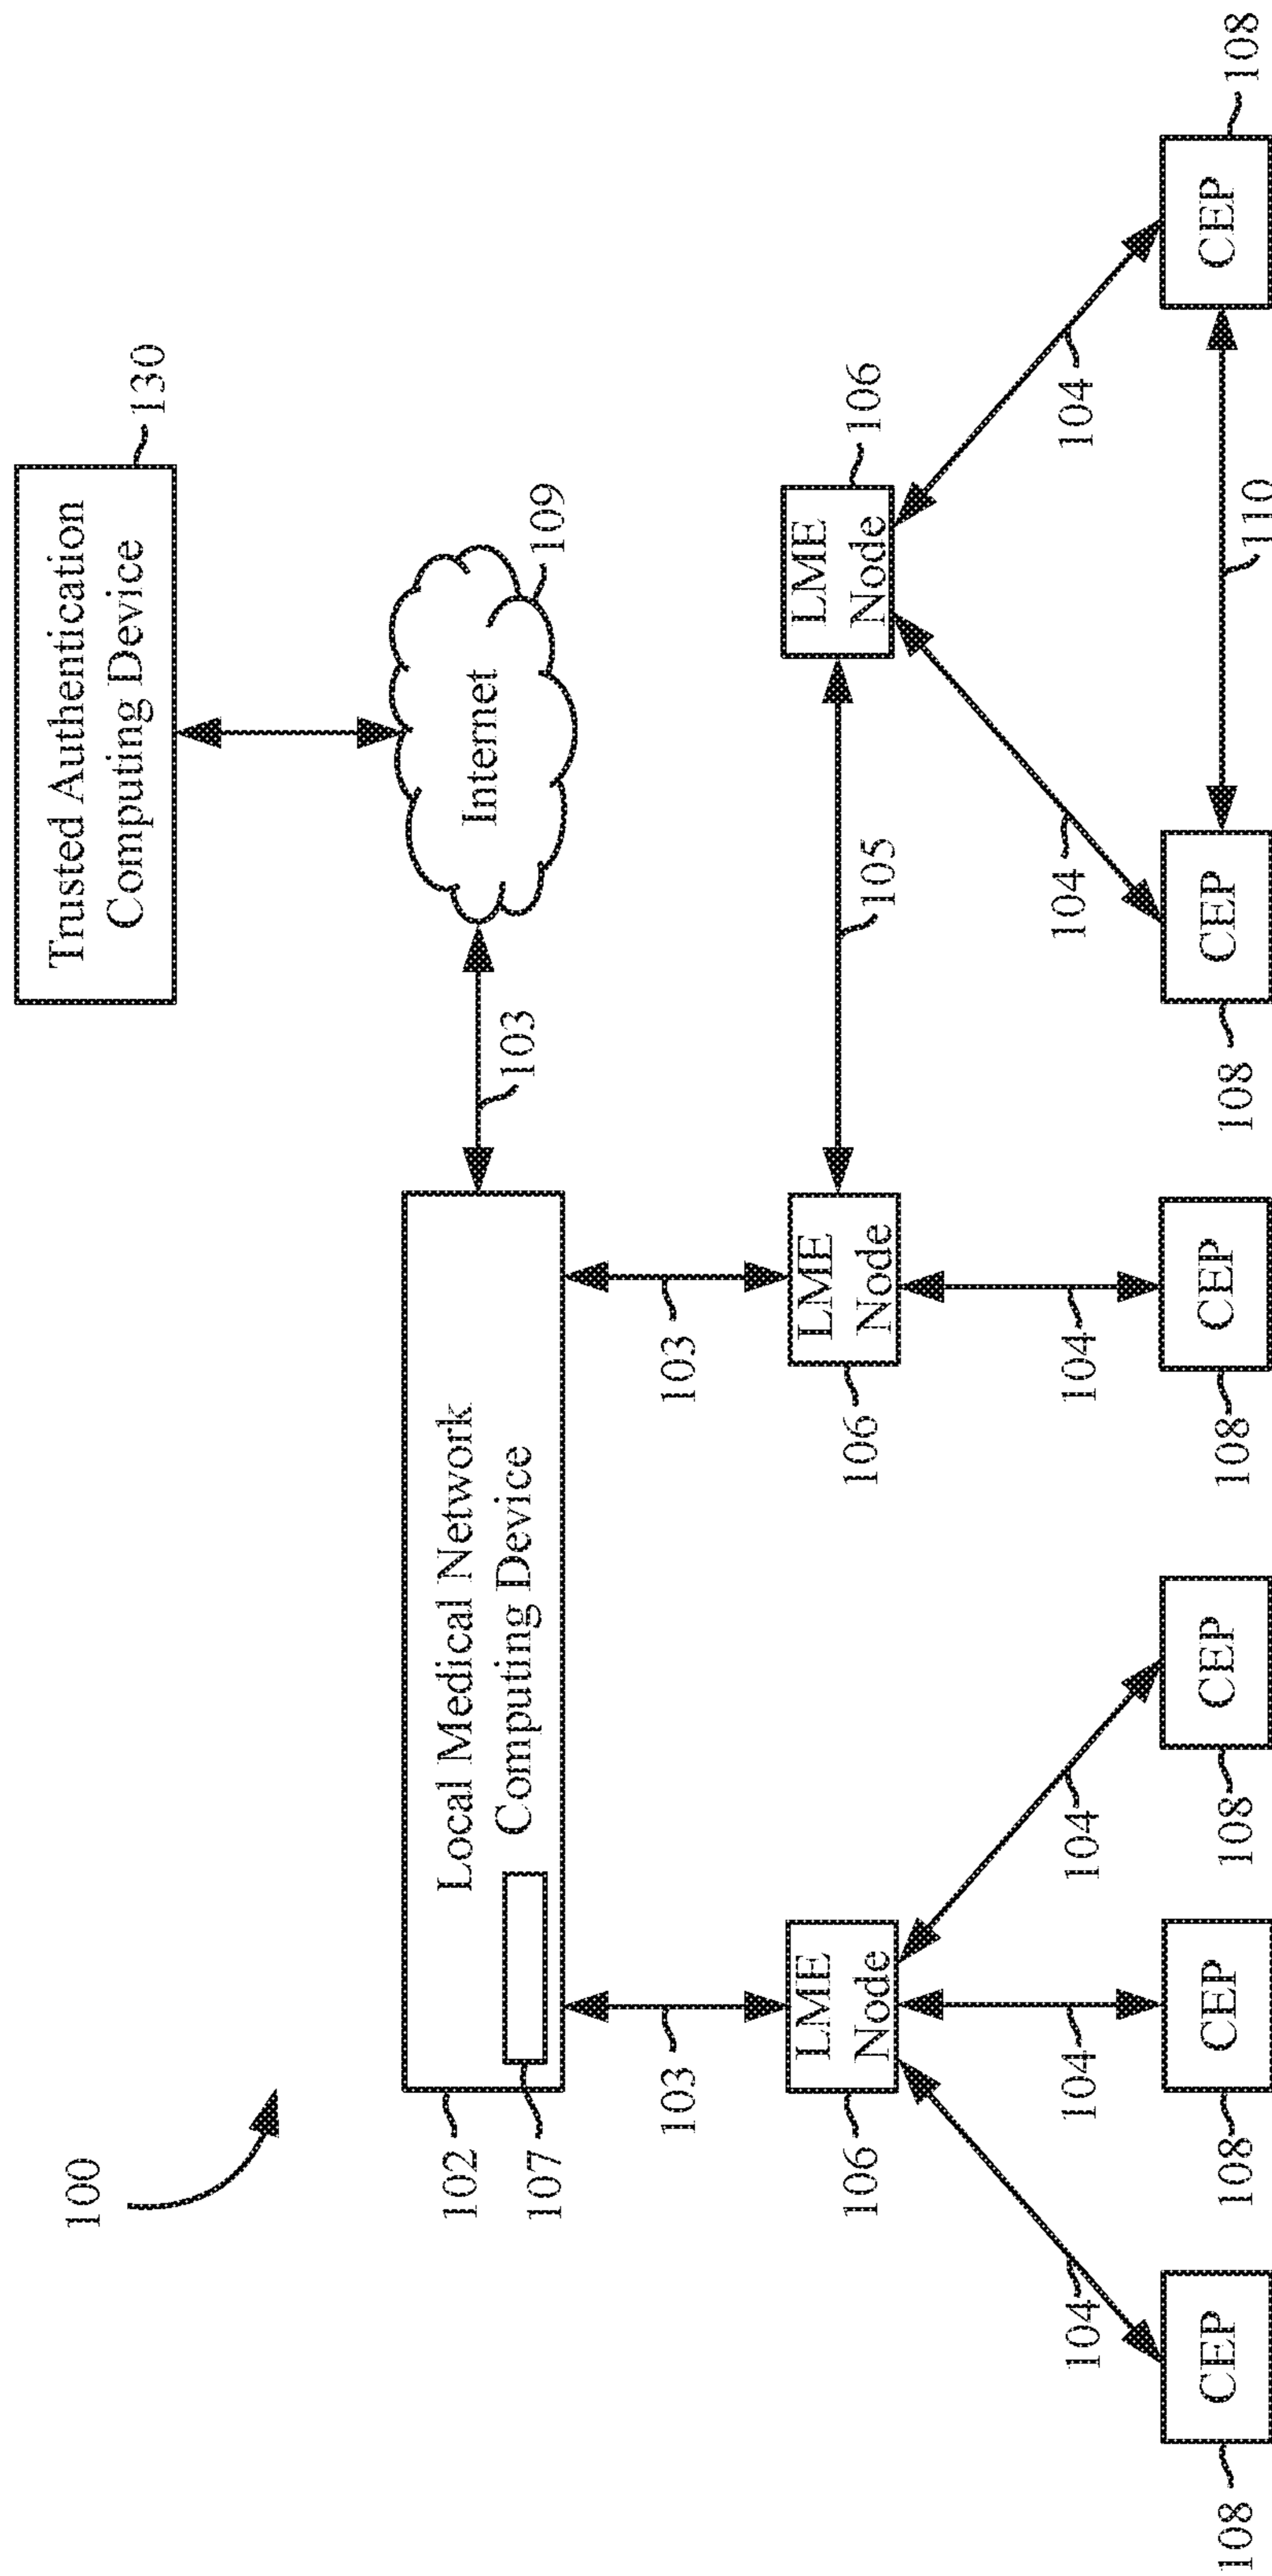 100
Trusted Authentication
Computing Device
130
102
107
Local Medical Network
Computing Device
103
Internet
109
103
103
106
LME
Node
106
LME
Node
105
LME
Node
106
104
104
104
104
104
104
110
108
CEP
108
CEP
108
CEP
108
CEP
108
CEP
CEP
108